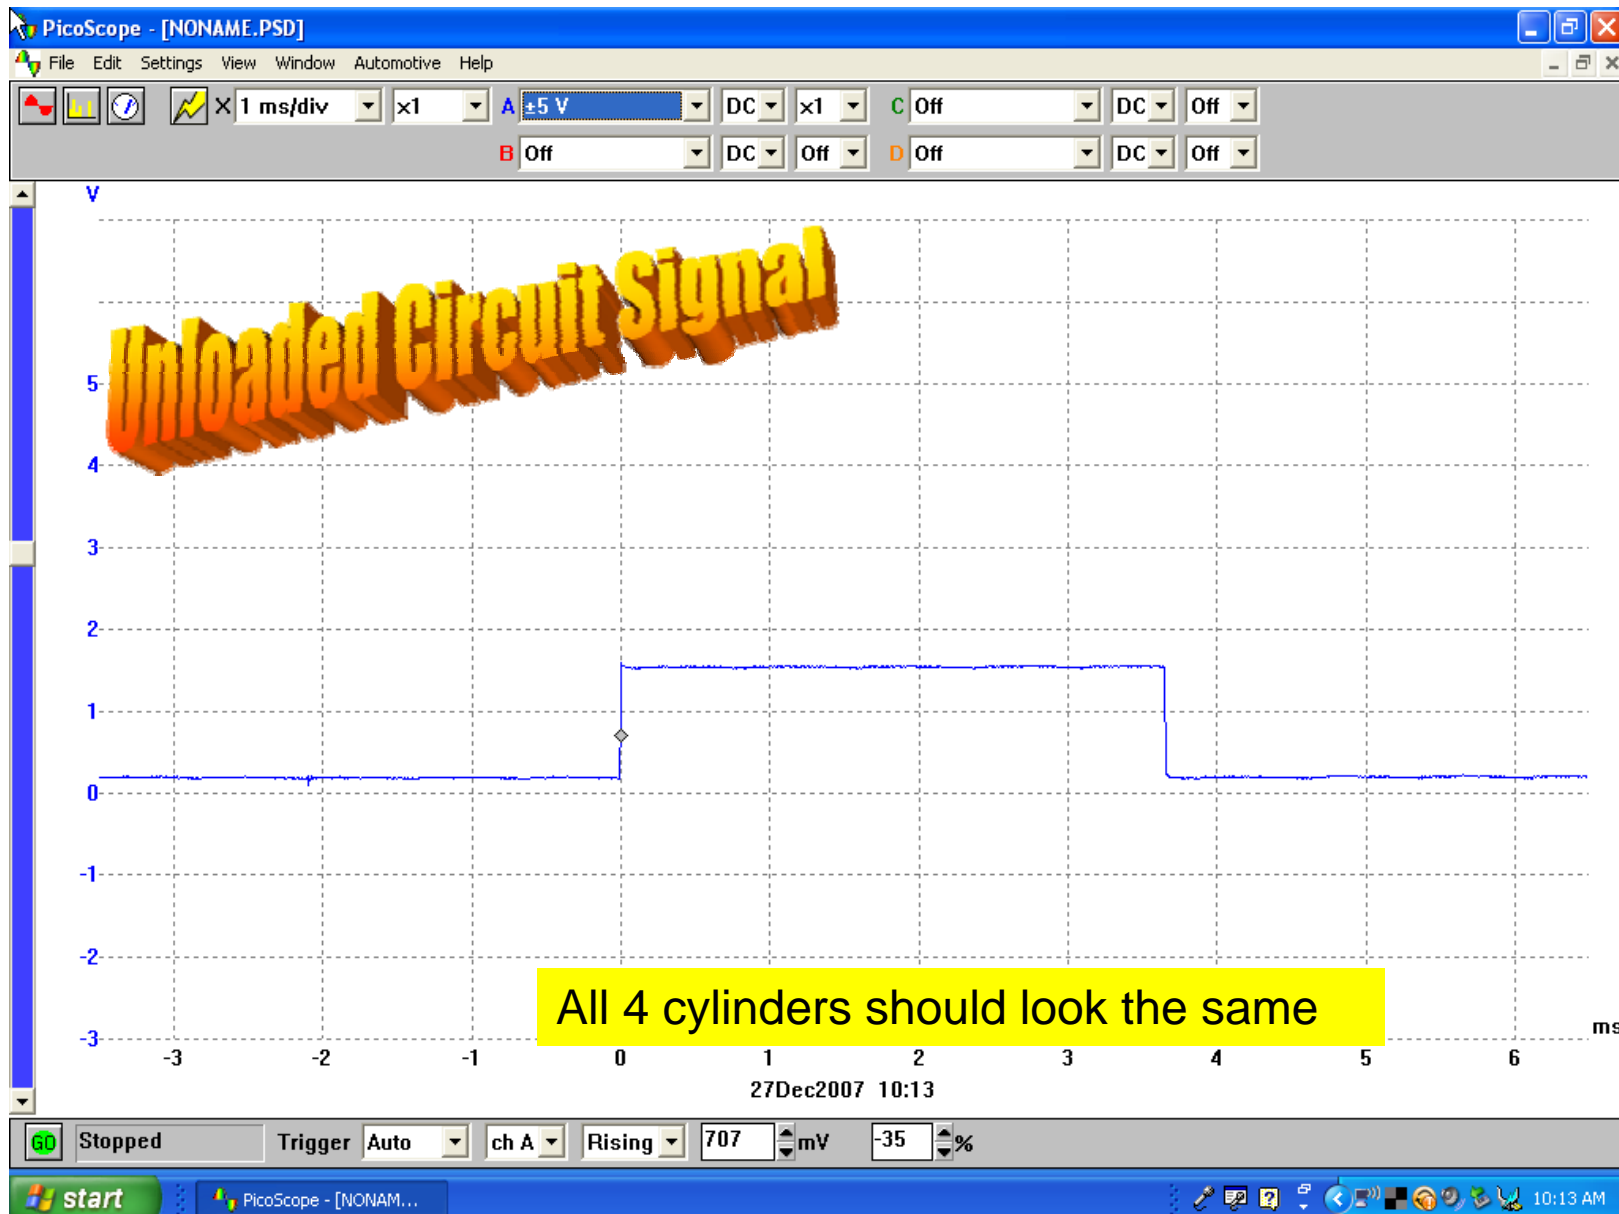 PicoScope - [NONAME.PSD]
File Edit Settings View Window Automotive Help
X 1 ms/div x1 A ±5 V DC x1 C Off DC Off
B Off DC Off D Off DC Off
V
Unloaded Circuit Signal
5
4
3
2
1
0
-1
-2
-3
All 4 cylinders should look the same
ms
-3 -2 -1 0 1 2 3 4 5 6
27Dec2007 10:13
GO Stopped Trigger Auto ch A Rising 707 mV -35 %
start PicoScope - [NONAM... 10:13 AM